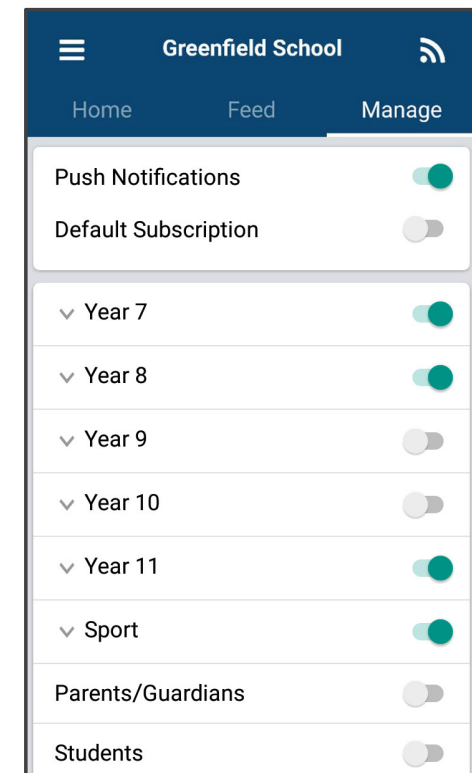 Greenfield School
Home Feed Manage
Push Notifications
Default Subscription
Year 7
Year 8
Year 9
Year 10
Year 11
Sport
Parents/Guardians
Students